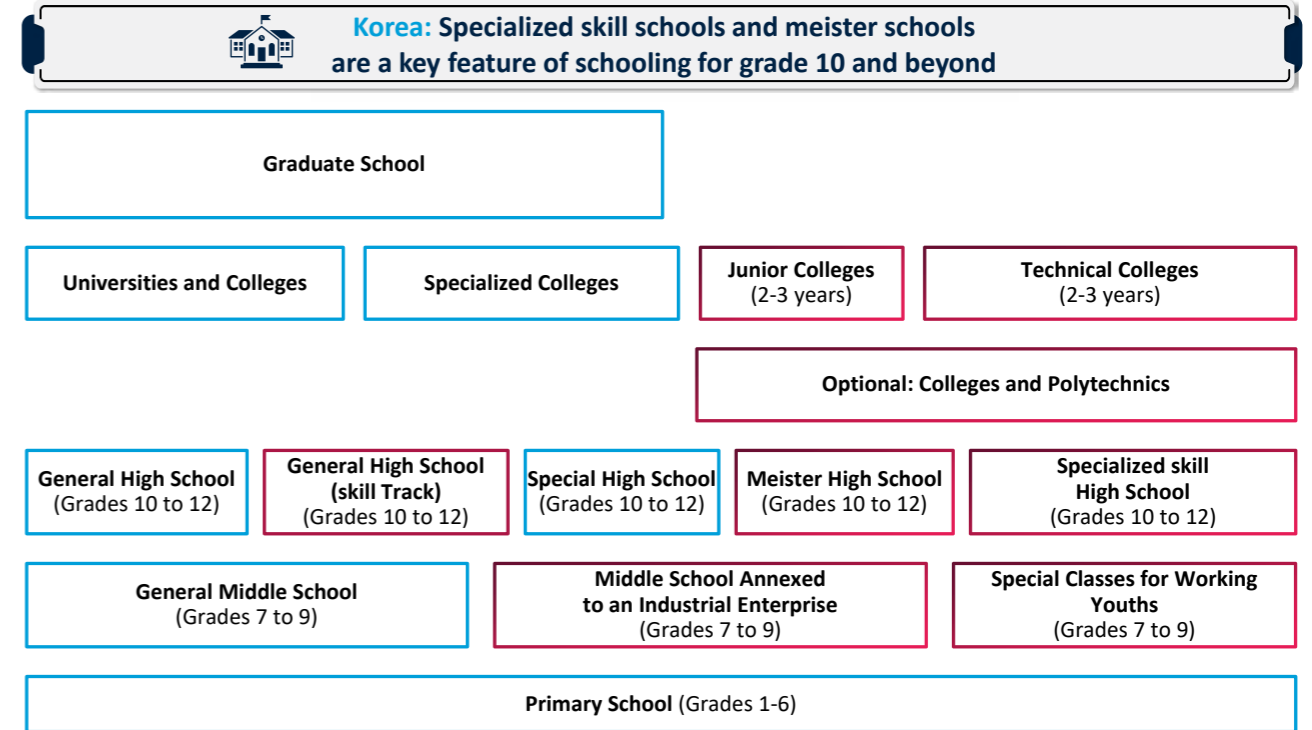 Korea: Specialized skill schools and meister schools
are a key feature of schooling for grade 10 and beyond
Graduate School
Universities and Colleges
Specialized Colleges
Junior Colleges
(2-3 years)
Technical Colleges
(2-3 years)
Optional: Colleges and Polytechnics
General High School
(Grades 10 to 12)
General High School
(skill Track)
(Grades 10 to 12)
Special High School
(Grades 10 to 12)
Meister High School
(Grades 10 to 12)
Specialized skill
High School
(Grades 10 to 12)
General Middle School
(Grades 7 to 9)
Middle School Annexed
to an Industrial Enterprise
(Grades 7 to 9)
Special Classes for Working
Youths
(Grades 7 to 9)
Primary School (Grades 1-6)